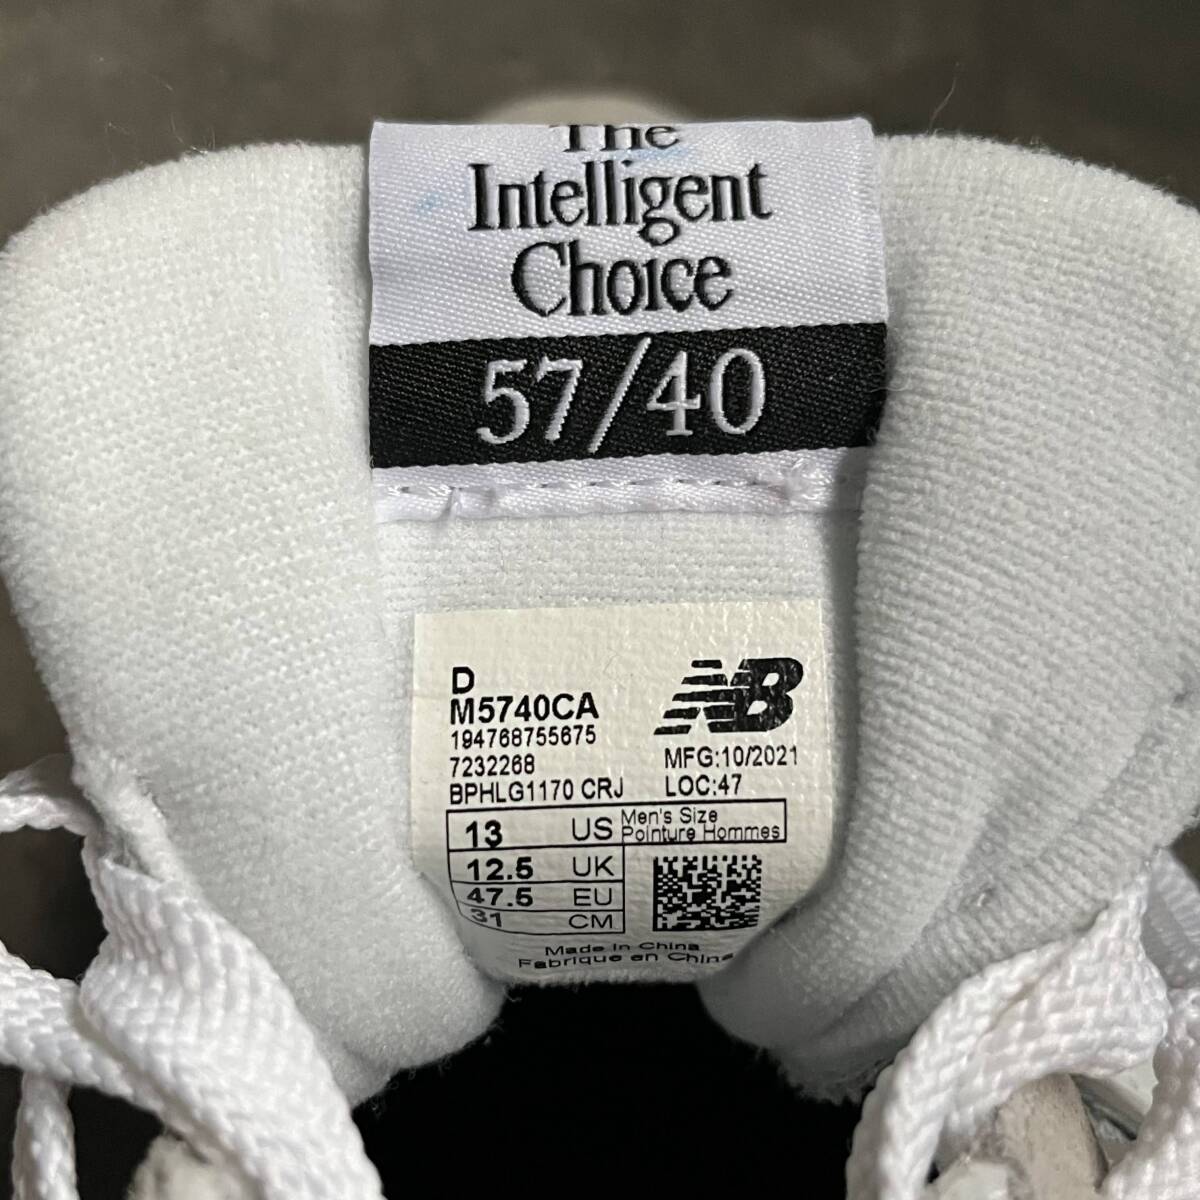 The
Intelligent
Choice
57/40
D
M5740CA
194768755675
7232268
BPHLG1170 CRJ
NB
MFG:10/2021
LOC:47
13 US Men's Size
Pointure Hommes
12.5 UK
47.5 EU
31 CM
Made in China
Fabrique en China